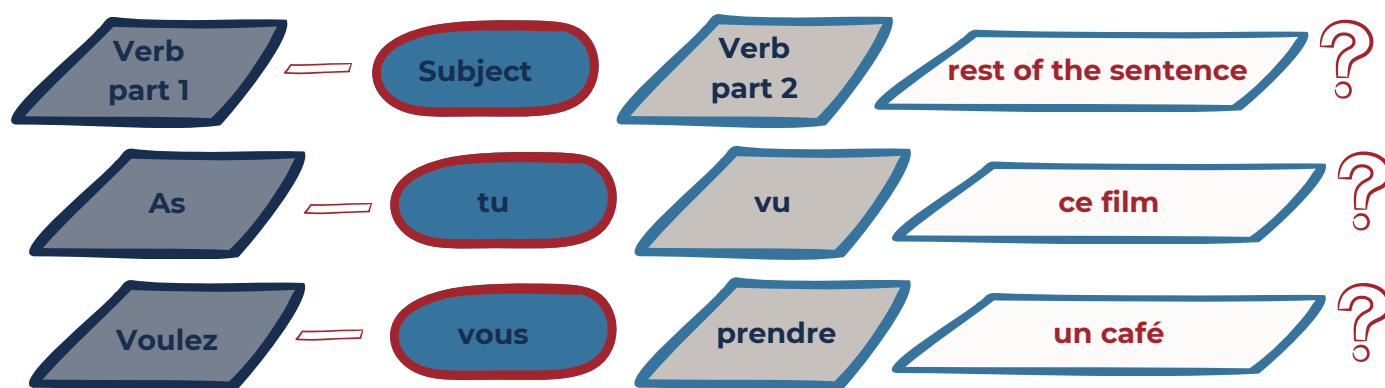 Verb part 1 – Subject Verb part 2 rest of the sentence ?
As – tu vu ce film ?
Voulez – vous prendre un café ?